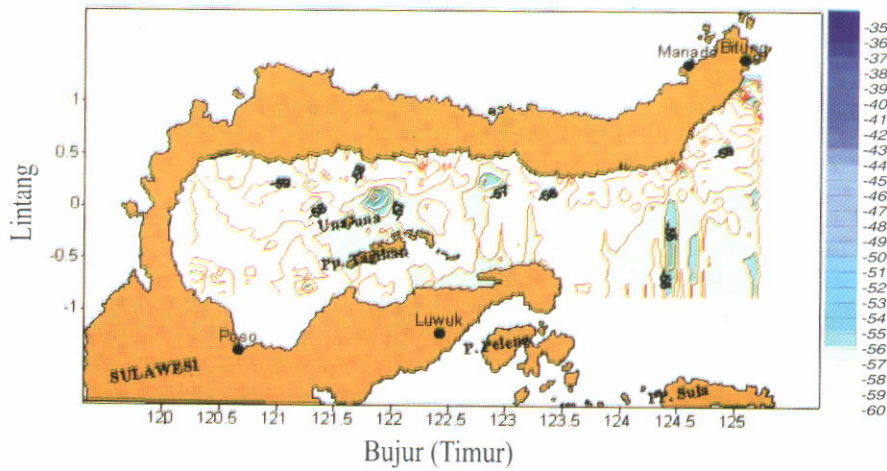 Lintang
1
0.5
0
-0.5
-1
Manado
Bitung
Una-una
Pp. Togian
Poso
Luwuk
P. Peleng
SULAWESI
Pp. Sula
120 120.5 121 121.5 122 122.5 123 123.5 124 124.5 125
Bujur (Timur)
-35
-36
-37
-39
-40
-41
-42
-43
-44
-46
-47
-48
-49
-50
-51
-52
-54
-55
-56
-57
-58
-59
-60